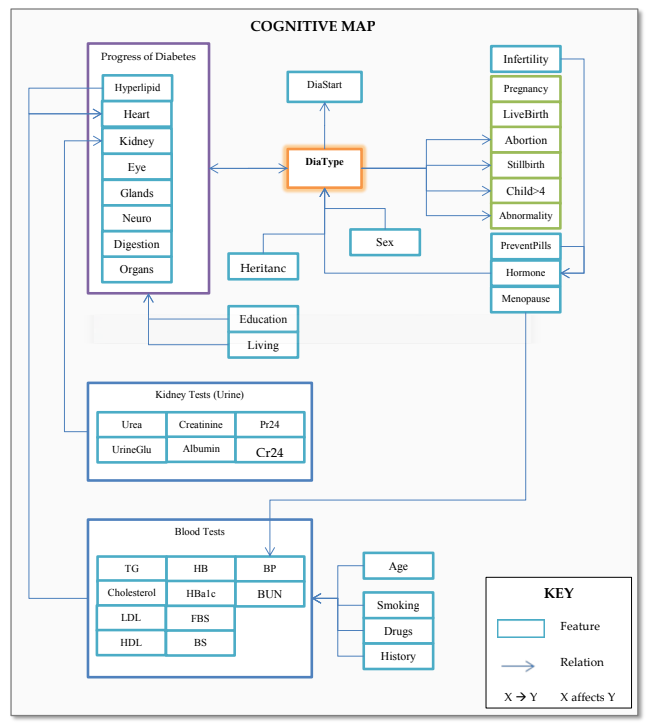 COGNITIVE MAP
Progress of Diabetes
Hyperlipid
Heart
Kidney
Eye
Glands
Neuro
Digestion
Organs
DiaStart
DiaType
Heritanc
Sex
Infertility
Pregnancy
LiveBirth
Abortion
Stillbirth
Child>4
Abnormality
PreventPills
Hormone
Menopause
Education
Living
Kidney Tests (Urine)
Urea Creatinine Pr24
UrineGlu Albumin Cr24
Blood Tests
TG HB BP
Cholesterol HBa1c BUN
LDL FBS
HDL BS
Age
Smoking
Drugs
History
KEY
Feature
Relation
X → Y X affects Y